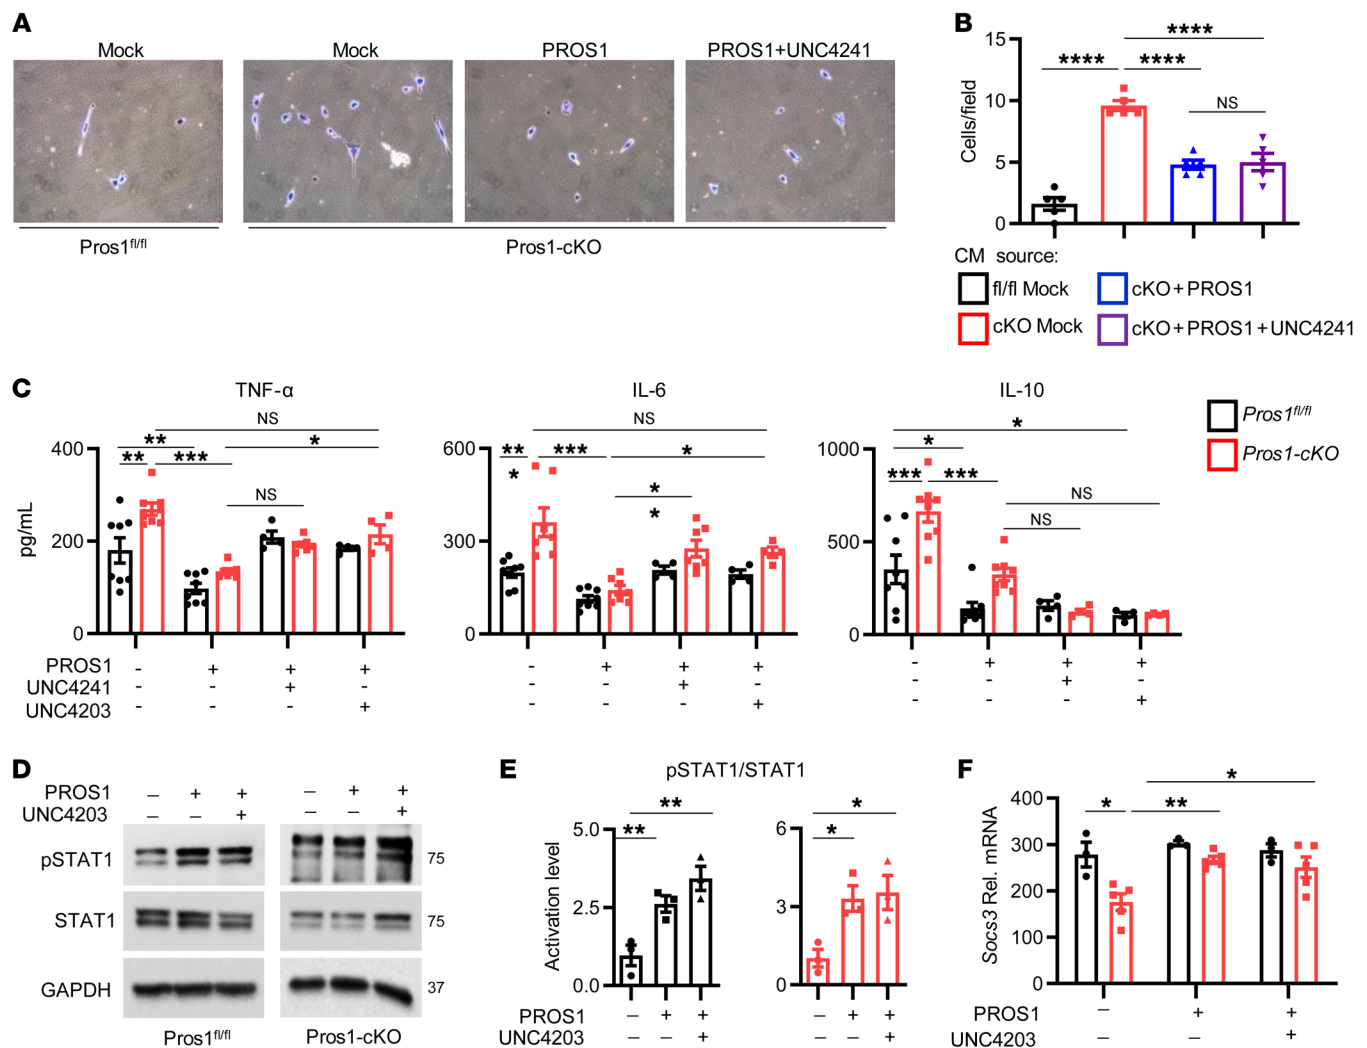 A
Mock
Mock
PROS1
PROS1+UNC4241
Pros1fl/fl
Pros1-cKO
B
****
**** ****
NS
15
10
5
0
Cells/field
CM source:
fl/fl Mock
cKO+PROS1
cKO Mock
cKO+PROS1+UNC4241
C
TNF-α
NS
** *
** ***
NS
400
200
0
pg/mL
IL-6
NS
** *** *
*
*
*
600
300
0
IL-10
*
*
*** ***
NS
NS
1000
500
0
Pros1fl/fl
Pros1-cKO
PROS1 - + + + - + + + - + + +
UNC4241 - - + - - - + - - - + -
UNC4203 - - - + - - - + - - - +
D
PROS1 – + + – + +
UNC4203 – – + – – +
pSTAT1 75
STAT1 75
GAPDH 37
Pros1fl/fl Pros1-cKO
E
pSTAT1/STAT1
**
**
5.0
2.5
0.0
Activation level
*
*
6
3
0
PROS1 – + + – + +
UNC4203 – – + – – +
F
*
* **
400
300
200
100
0
Socs3 Rel. mRNA
PROS1 – + +
UNC4203 – – +